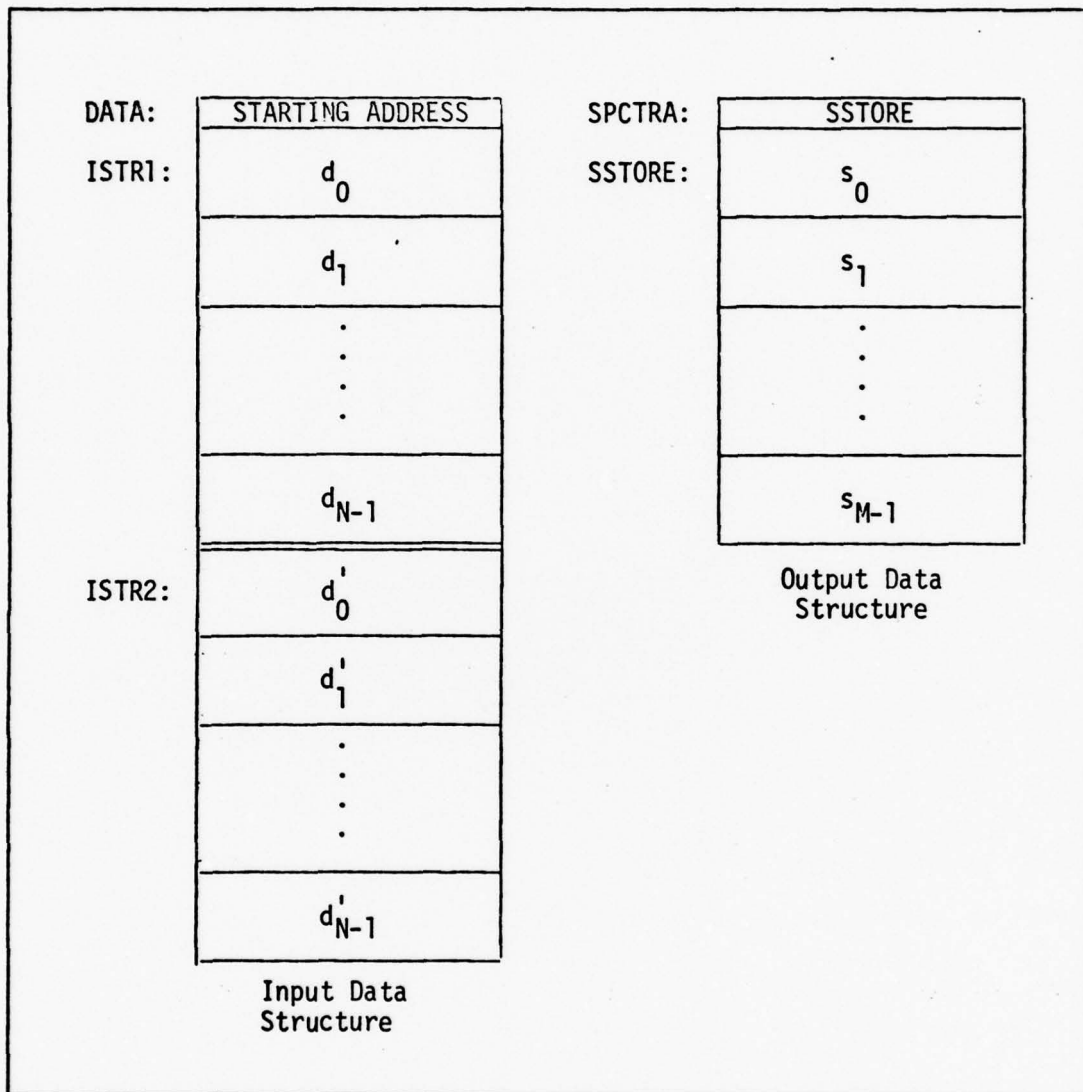 DATA: STARTING ADDRESS
ISTR1: d0
d1
.
.
.
.
dN-1
ISTR2: d'0
d'1
.
.
.
.
d'N-1
Input Data
Structure
SPCTRA: SSTORE
SSTORE: s0
s1
.
.
.
.
sM-1
Output Data
Structure